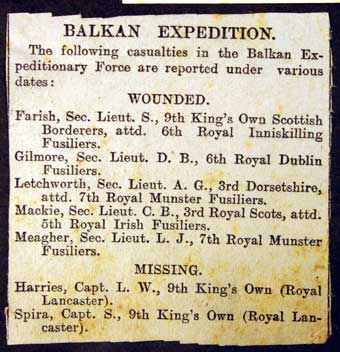 BALKAN EXPEDITION.
The following casualties in the Balkan Ex-
peditionary Force are reported under various
dates:
WOUNDED.
Farish, Sec. Lieut. S., 9th King's Own Scottish
Borderers, attd. 6th Royal Inniskilling
Fusiliers.
Gilmore, Sec. Lieut. D. B., 6th Royal Dublin
Fusiliers.
Letchworth, Sec. Lieut. A. G., 3rd Dorsetshire,
attd. 7th Royal Munster Fusiliers.
Mackie, Sec. Lieut. C. B., 3rd Royal Scots, attd.
5th Royal Irish Fusiliers.
Meagher, Sec. Lieut. L. J., 7th Royal Munster
Fusiliers.
MISSING.
Harries, Capt. L. W., 9th King's Own (Royal
Lancaster).
Spira, Capt. S., 9th King's Own (Royal Lan-
caster).